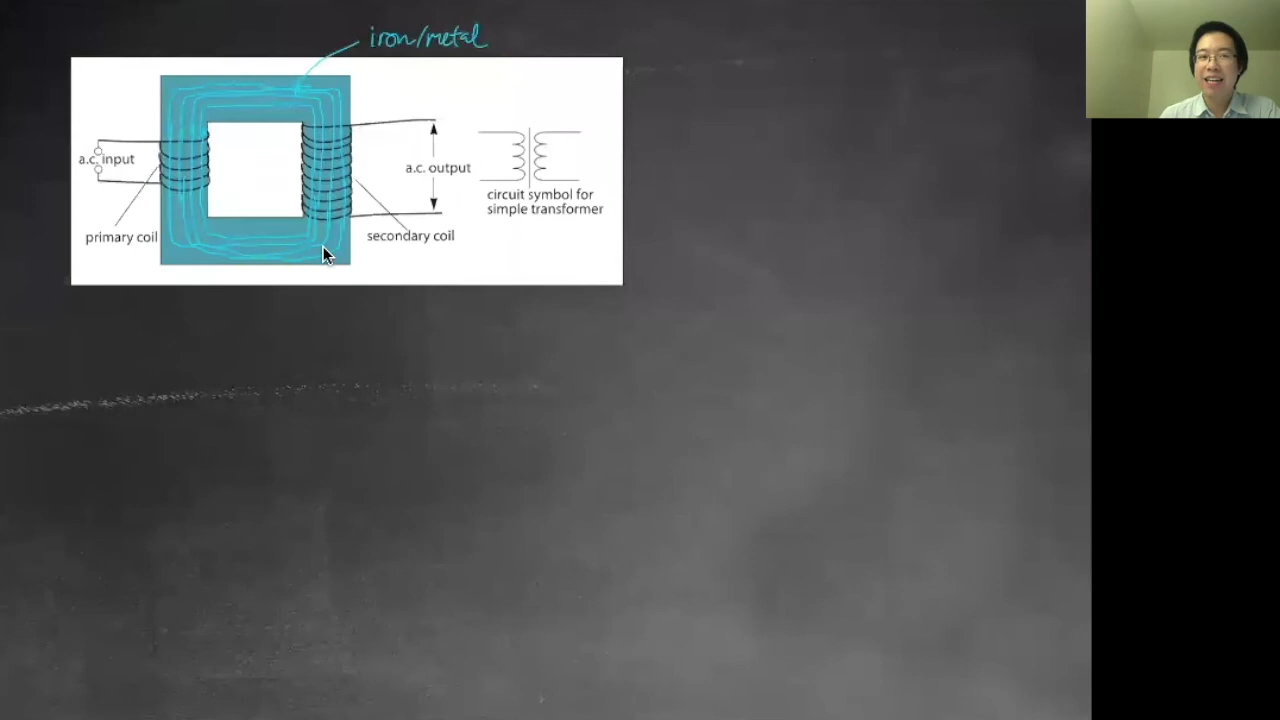 iron/metal
a.c. input
a.c. output
primary coil
secondary coil
circuit symbol for
simple transformer